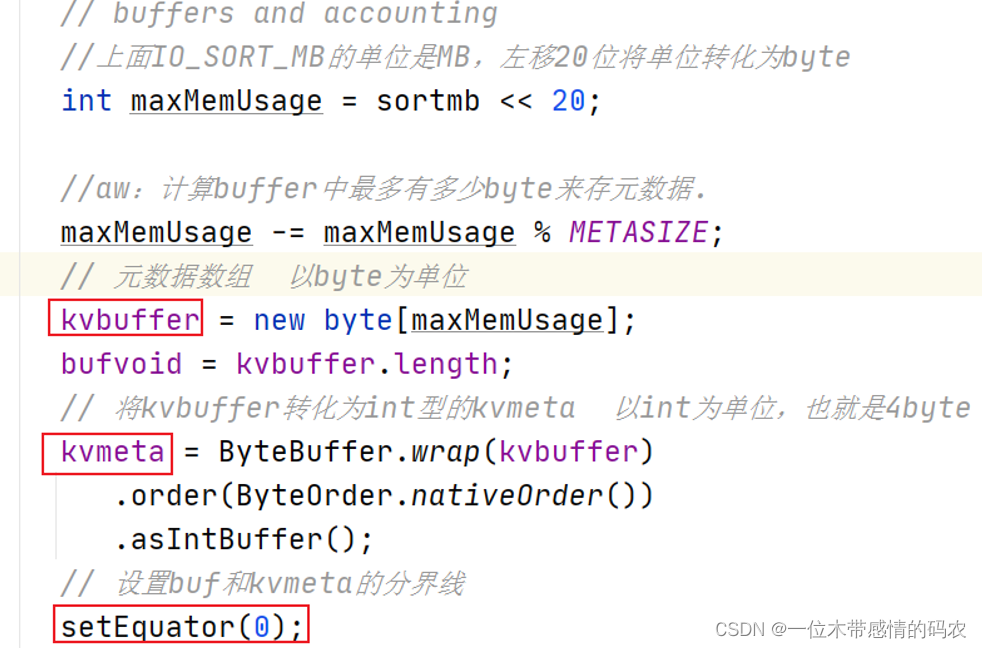 // buffers and accounting
//上面IO_SORT_MB的单位是MB，左移20位将单位转化为byte
int maxMemUsage = sortmb << 20;
//aw：计算buffer中最多有多少byte来存元数据.
maxMemUsage -= maxMemUsage % METASIZE;
// 元数据数组  以byte为单位
kvbuffer = new byte[maxMemUsage];
bufvoid = kvbuffer.length;
// 将kvbuffer转化为int型的kvmeta  以int为单位，也就是4byte
kvmeta = ByteBuffer.wrap(kvbuffer)
.order(ByteOrder.nativeOrder())
.asIntBuffer();
// 设置buf和kvmeta的分界线
setEquator(0);
CSDN @一位木带感情的码农